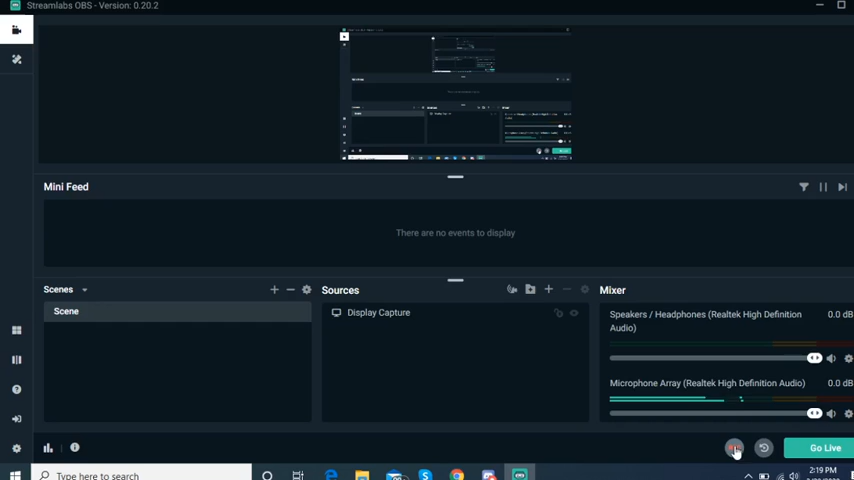 Streamlabs OBS - Version: 0.20.2
Mini Feed
There are no events to display
Scenes
Sources
Mixer
Scene
Display Capture
Speakers / Headphones (Realtek High Definition
Audio)
0.0 dB
Microphone Array (Realtek High Definition Audio)
0.0 dB
Go Live
Type here to search
2:19 PM